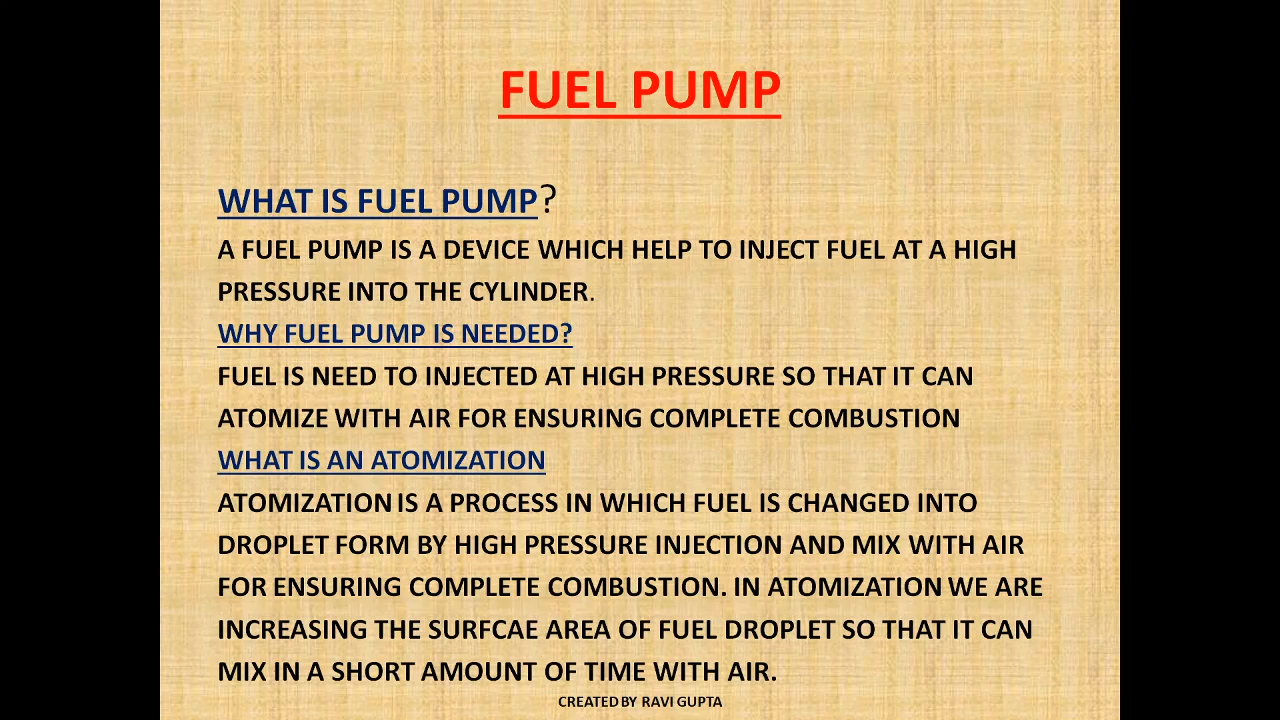 FUEL PUMP
WHAT IS FUEL PUMP?
A FUEL PUMP IS A DEVICE WHICH HELP TO INJECT FUEL AT A HIGH
PRESSURE INTO THE CYLINDER.
WHY FUEL PUMP IS NEEDED?
FUEL IS NEED TO INJECTED AT HIGH PRESSURE SO THAT IT CAN
ATOMIZE WITH AIR FOR ENSURING COMPLETE COMBUSTION
WHAT IS AN ATOMIZATION
ATOMIZATION IS A PROCESS IN WHICH FUEL IS CHANGED INTO
DROPLET FORM BY HIGH PRESSURE INJECTION AND MIX WITH AIR
FOR ENSURING COMPLETE COMBUSTION. IN ATOMIZATION WE ARE
INCREASING THE SURFCAE AREA OF FUEL DROPLET SO THAT IT CAN
MIX IN A SHORT AMOUNT OF TIME WITH AIR.
CREATED BY RAVI GUPTA